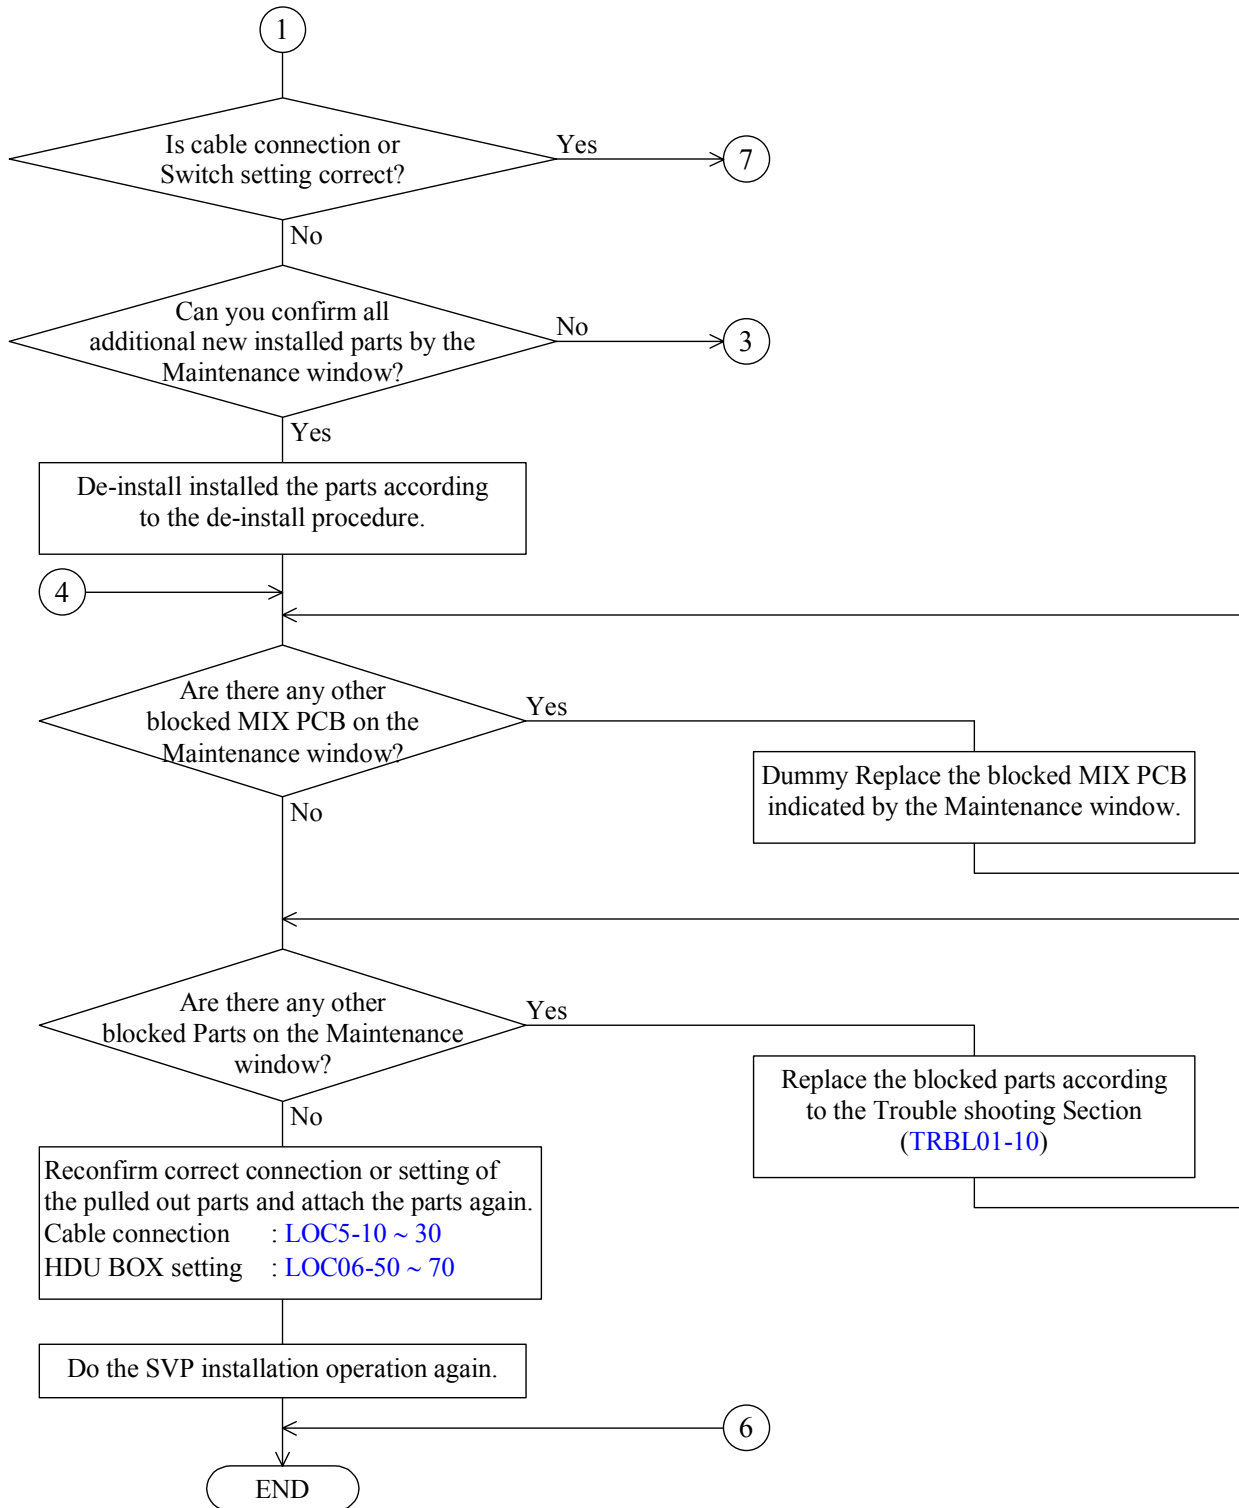 1
Is cable connection or
Switch setting correct?
Yes
7
No
Can you confirm all
additional new installed parts by the
Maintenance window?
No
3
Yes
De-install installed the parts according
to the de-install procedure.
4
Are there any other
blocked MIX PCB on the
Maintenance window?
Yes
Dummy Replace the blocked MIX PCB
indicated by the Maintenance window.
No
Are there any other
blocked Parts on the Maintenance
window?
Yes
Replace the blocked parts according
to the Trouble shooting Section
(TRBL01-10)
No
Reconfirm correct connection or setting of
the pulled out parts and attach the parts again.
Cable connection : LOC5-10 ~ 30
HDU BOX setting : LOC06-50 ~ 70
Do the SVP installation operation again.
6
END